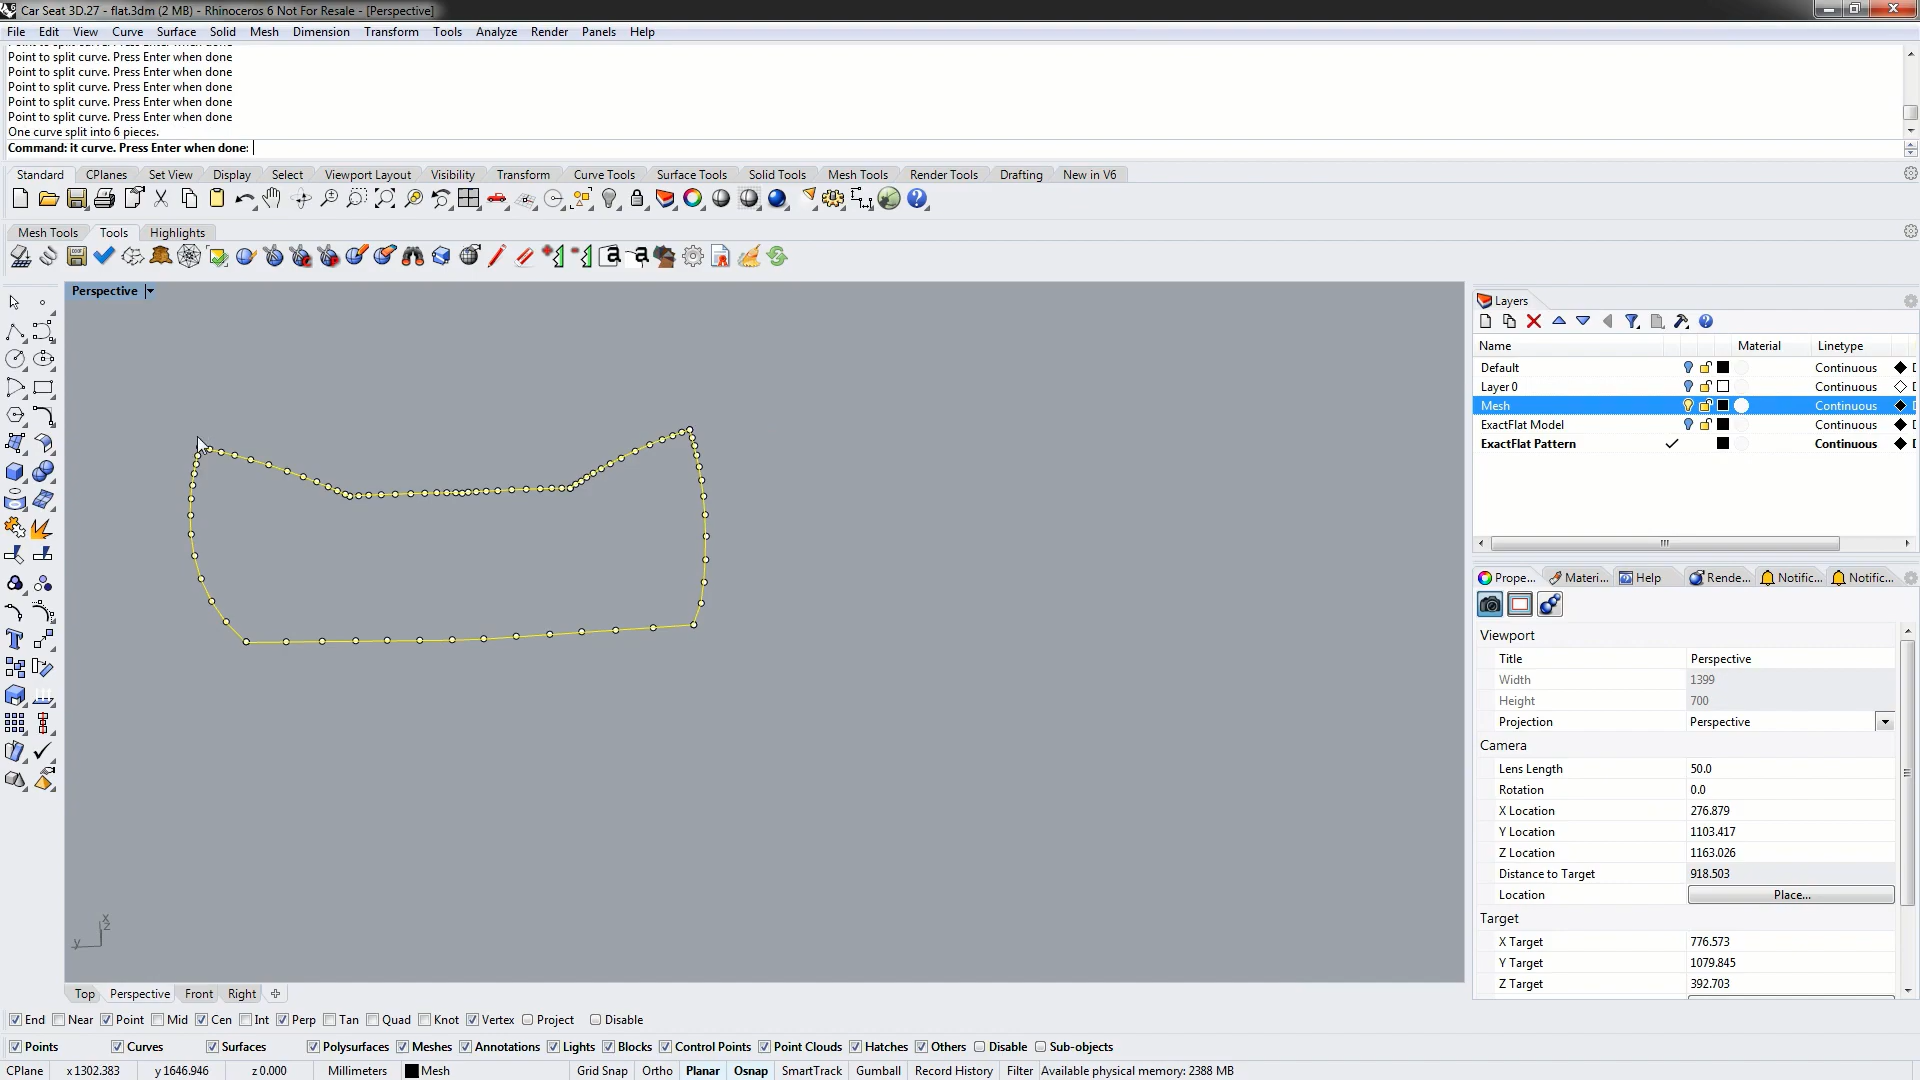 Car Seat 3D.27 - flat.3dm (2 MB) - Rhinoceros 6 Not For Resale - [Perspective]
File Edit View Curve Surface Solid Mesh Dimension Transform Tools Analyze Render Panels Help
Point to split curve. Press Enter when done
Point to split curve. Press Enter when done
Point to split curve. Press Enter when done
Point to split curve. Press Enter when done
Point to split curve. Press Enter when done
Point to split curve. Press Enter when done
One curve split into 6 pieces.
Command: it curve. Press Enter when done:
Standard CPlanes Set View Display Select Viewport Layout Visibility Transform Curve Tools Surface Tools Solid Tools Mesh Tools Render Tools Drafting New in V6
Mesh Tools Tools Highlights
Perspective
Layers
Name Material Linetype
Default Continuous
Layer 0 Continuous
Mesh Continuous
ExactFlat Model Continuous
ExactFlat Pattern Continuous
Prope... Materi... Help Rende... Notific... Notific...
Viewport
Title Perspective
Width 1399
Height 700
Projection Perspective
Camera
Lens Length 50.0
Rotation 0.0
X Location 276.879
Y Location 1103.417
Z Location 1163.026
Distance to Target 918.503
Location Place...
Target
X Target 776.573
Y Target 1079.845
Z Target 392.703
x
z
y
Top Perspective Front Right
End Near Point Mid Cen Int Perp Tan Quad Knot Vertex Project Disable
Points Curves Surfaces Polysurfaces Meshes Annotations Lights Blocks Control Points Point Clouds Hatches Others Disable Sub-objects
CPlane x 1302.383 y 1646.946 z 0.000 Millimeters Mesh Grid Snap Ortho Planar Osnap SmartTrack Gumball Record History Filter Available physical memory: 2388 MB